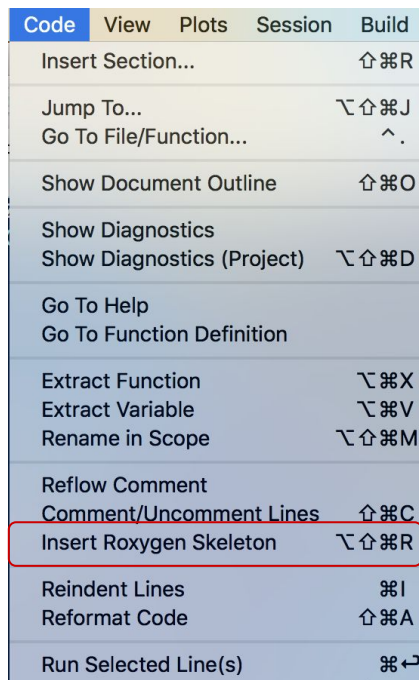 Code View Plots Session Build
Insert Section... ⇧⌘R
Jump To... ⌥⇧⌘J
Go To File/Function... ^.
Show Document Outline ⇧⌘O
Show Diagnostics
Show Diagnostics (Project) ⌥⇧⌘D
Go To Help
Go To Function Definition
Extract Function ⌥⌘X
Extract Variable ⌥⌘V
Rename in Scope ⌥⇧⌘M
Reflow Comment
Comment/Uncomment Lines ⇧⌘C
Insert Roxygen Skeleton ⌥⇧⌘R
Reindent Lines ⌘I
Reformat Code ⇧⌘A
Run Selected Line(s) ⌘↩